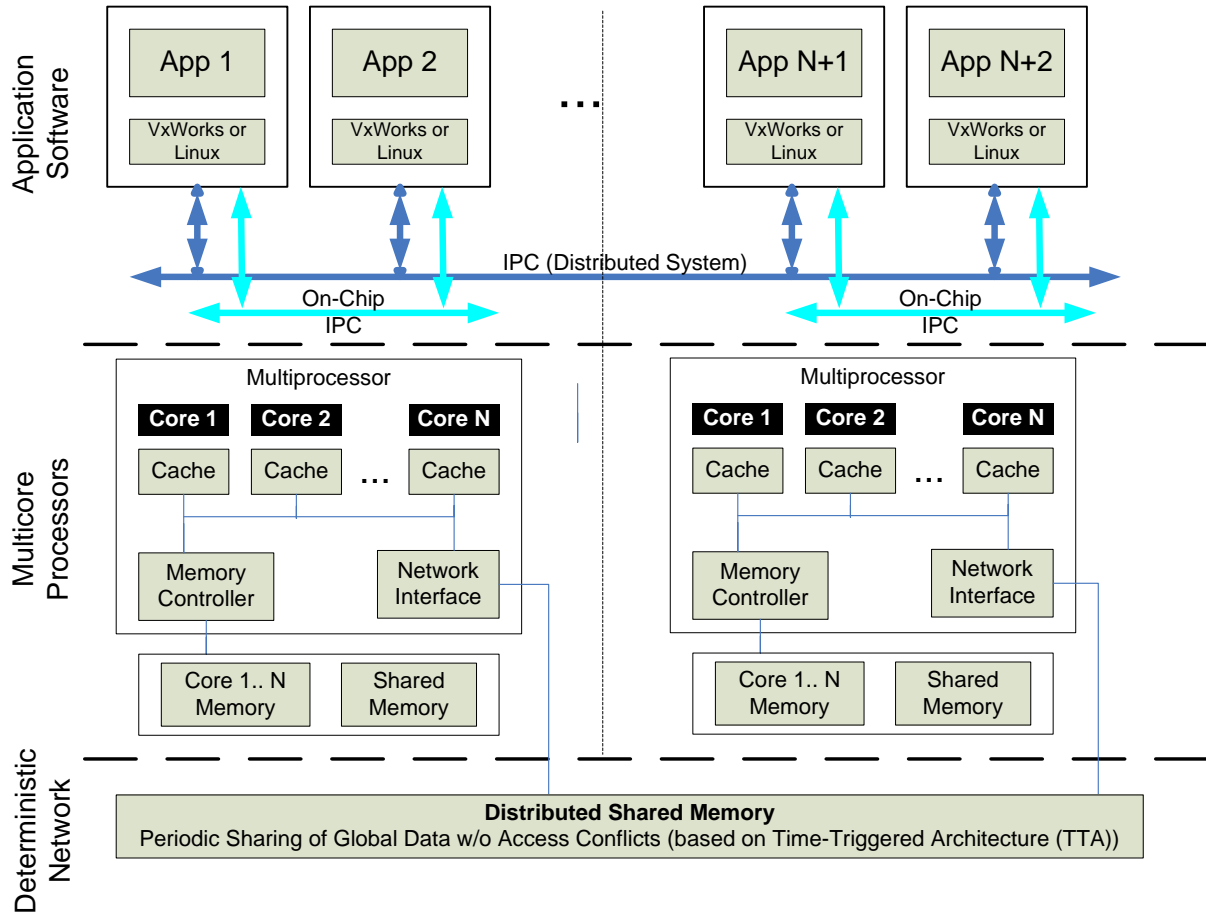 Application
Software
App 1
App 2
...
App N+1
App N+2
VxWorks or
Linux
VxWorks or
Linux
VxWorks or
Linux
VxWorks or
Linux
IPC (Distributed System)
On-Chip
IPC
On-Chip
IPC
Multicore
Processors
Multiprocessor
Core 1
Core 2
Core N
Cache
Cache
...
Cache
Memory
Controller
Network
Interface
Core 1.. N
Memory
Shared
Memory
Multiprocessor
Core 1
Core 2
Core N
Cache
Cache
...
Cache
Memory
Controller
Network
Interface
Core 1.. N
Memory
Shared
Memory
Deterministic
Network
Distributed Shared Memory
Periodic Sharing of Global Data w/o Access Conflicts (based on Time-Triggered Architecture (TTA))